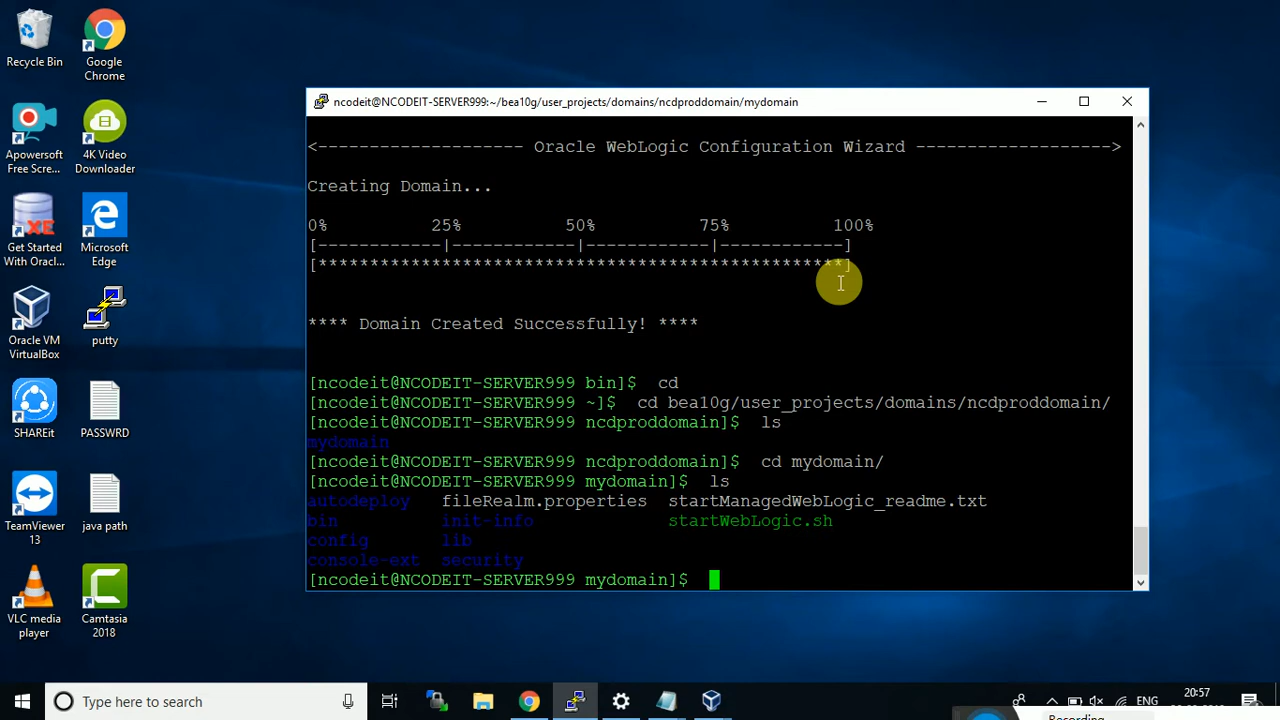 Recycle Bin
Google
Chrome
Apowersoft
Free Scre...
4K Video
Downloader
Get Started
With Oracl...
Microsoft
Edge
Oracle VM
VirtualBox
putty
SHAREit
PASSWRD
TeamViewer
13
java path
VLC media
player
Camtasia
2018
ncodeit@NCODEIT-SERVER999:~/bea10g/user_projects/domains/ncdproddomain/mydomain
<------------------- Oracle WebLogic Configuration Wizard ------------------->
Creating Domain...
0% 25% 50% 75% 100%
[------------|------------|------------|------------]
[***************************************************]
**** Domain Created Successfully! ****
[ncodeit@NCODEIT-SERVER999 bin]$ cd
[ncodeit@NCODEIT-SERVER999 ~]$ cd bea10g/user_projects/domains/ncdproddomain/
[ncodeit@NCODEIT-SERVER999 ncdproddomain]$ ls
mydomain
[ncodeit@NCODEIT-SERVER999 ncdproddomain]$ cd mydomain/
[ncodeit@NCODEIT-SERVER999 mydomain]$ ls
autodeploy fileRealm.properties startManagedWebLogic_readme.txt
bin init-info startWebLogic.sh
config lib
console-ext security
[ncodeit@NCODEIT-SERVER999 mydomain]$
Type here to search
ENG
20:57